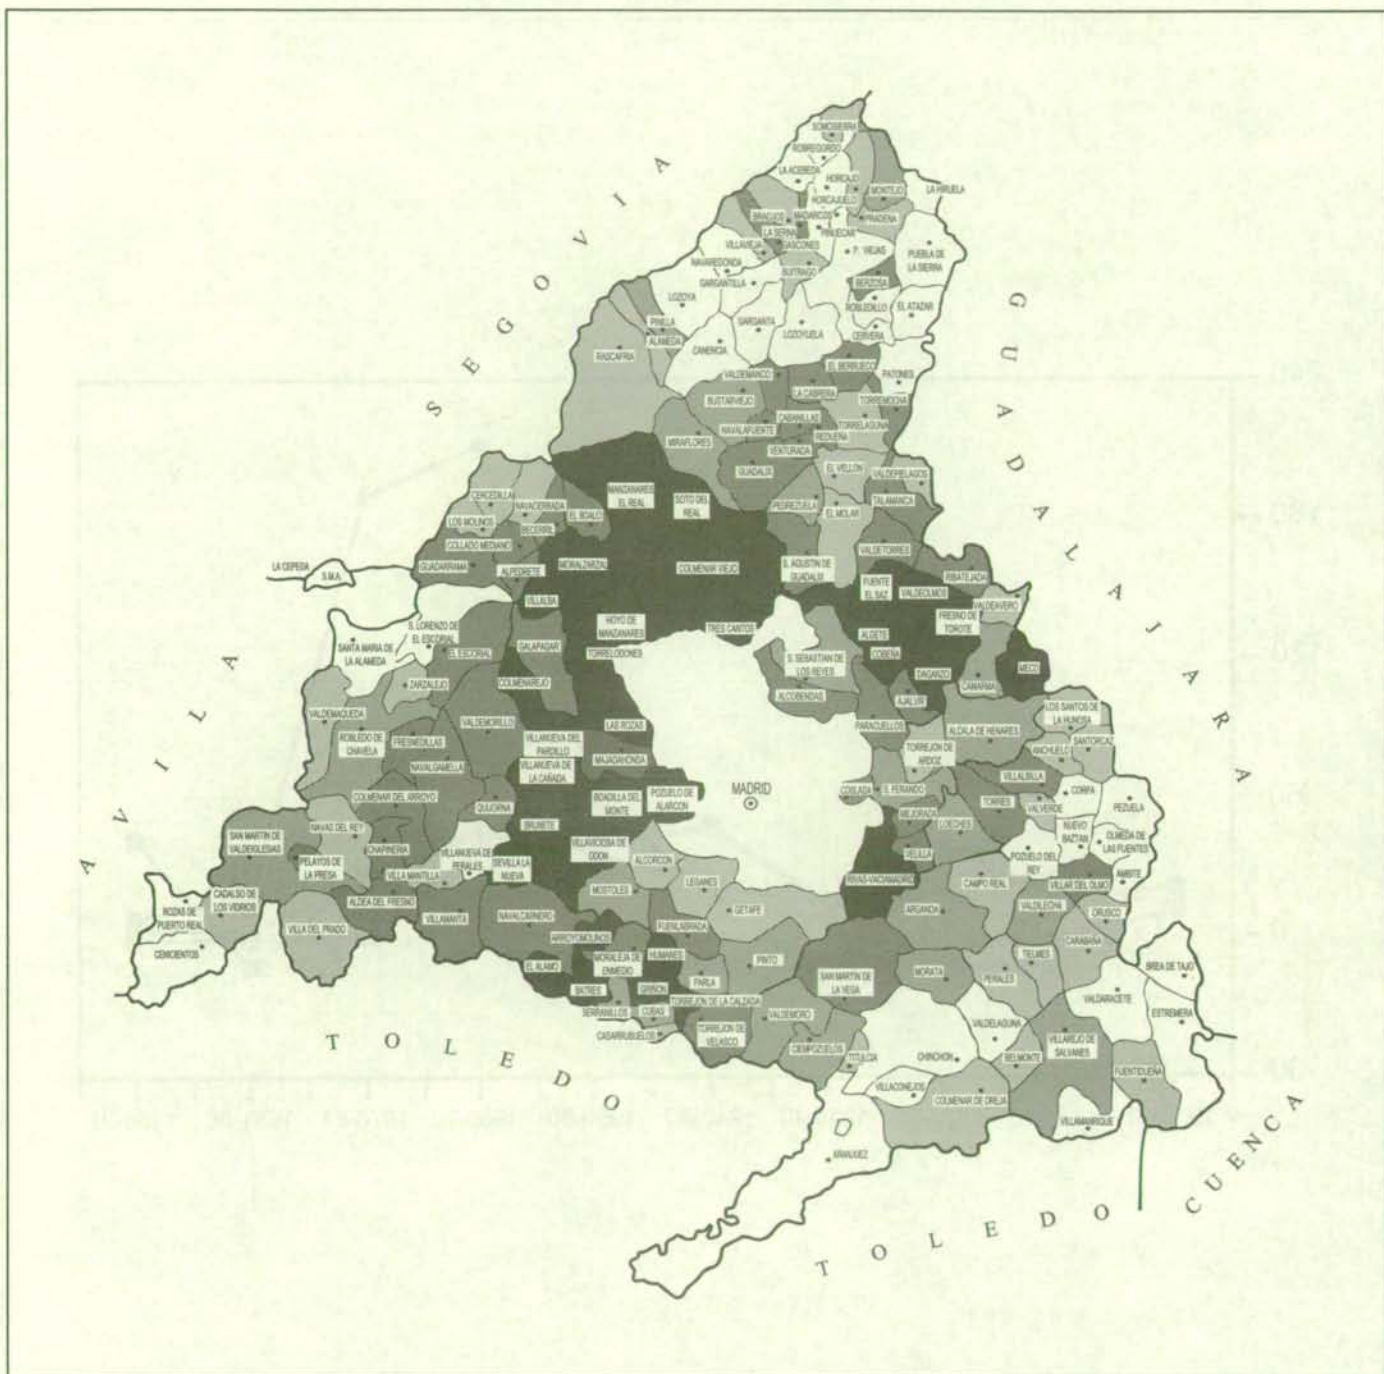 SOMOSIERRA
ROBREGORDO
LA ACEBEDA
HORCAJO
HORCAJUELO
MONTEJO
LA HIRUELA
BRAOJOS
MADARCOS
PRADENA
LA SERNA
PIÑUECAR
VILLAVIEJA
GASCONES
P. VIEJAS
PUEBLA DE
LA SIERRA
NAVAREDONDA
BUITRAGO
GARGANTILLA
BERZOSA
LOZOYA
ROBLEDILLO
EL ATAZAR
PINILLA
GARGANTA
LOZOYUELA
CERVERA
ALAMEDA
CANENCIA
RASCAFRIA
EL BERRUECO
VALDEMANCO
PATONES
BUSTARVIEJO
LA CABRERA
TORREMOCHA
CABANILLAS
TORRELAGUNA
MIRAFLORES
NAVALAFUENTE
REDUEÑA
VENTURADA
GUADALIX
EL VELLON
VALDEPIELAGOS
CERCEDILLA
MANZANARES
EL REAL
SOTO DEL
REAL
TALAMANCA
NAVACERRADA
PEDREZUELA
EL MOLAR
LOS MOLINOS
BECERRIL
EL BOALO
COLLADO MEDIANO
VALDETORRES
GUADARRAMA
ALPEDRETE
MORALZARZAL
COLMENAR VIEJO
S. AGUSTIN DE
GUADALIX
RIBATEJADA
LA CEPEDA
S.M.A.
FUENTE
EL SAZ
VALDEOLMOS
VILLALBA
VALDEAVERO
HOYO DE
MANZANARES
TRES CANTOS
FRESNO DE
TOROTE
S. LORENZO DE
EL ESCORIAL
ALGETE
SANTA MARIA DE
LA ALAMEDA
EL ESCORIAL
GALAPAGAR
TORRELODONES
COBEÑA
S. SEBASTIAN DE
LOS REYES
MECO
ZARZALEJO
COLMENAREJO
DAGANZO
CAMARMA
ALCOBENDAS
AJALVIR
VALDEMAQUEDA
VALDEMORILLO
LAS ROZAS
PARACUELLOS
LOS SANTOS DE
LA HUMOSA
ROBLEDO DE
CHAVELA
FRESNEDILLAS
VILLANUEVA DEL
PARDILLO
MAJADAHONDA
ALCALA DE HENARES
SANTORCAZ
NAVALGAMELLA
VILLANUEVA DE
LA CAÑADA
TORREJON DE
ARDOZ
ANCHUELO
VILLALBILLA
COLMENAR DEL ARROYO
QUIJORNA
BOADILLA DEL
MONTE
POZUELO DE
ALARCON
MADRID
COSLADA
S. FERNANDO
TORRES
VALVERDE
CORPA
PEZUELA
MEJORADA
LOECHES
NUEVO
BAZTAN
OLMEDA DE
LAS FUENTES
NAVAS DEL REY
BRUNETE
SAN MARTIN DE
VALDEIGLESIAS
CHAPINERIA
VILLANUEVA DE
PERALES
VILLAVICIOSA DE
ODON
VELILLA
POZUELO DEL
REY
PELAYOS DE
LA PRESA
SEVILLA LA
NUEVA
ALCORCON
VILLA MANTILLA
MOSTOLES
LEGANES
RIVAS-VACIAMADRID
CAMPO REAL
VILLAR DEL OLMO
AMBITE
CADALSO DE
LOS VIDRIOS
ALDEA DEL FRESNO
VILLAMANTA
NAVALCARNERO
GETAFE
ARGANDA
VALDILECHA
ORUSCO
ROZAS DE
PUERTO REAL
VILLA DEL PRADO
FUENLABRADA
ARROYOMOLINOS
CARABAÑA
CENICIENTOS
MORALEJA DE
ENMEDIO
HUMANES
PINTO
TIELMES
EL ALAMO
PARLA
SAN MARTIN DE
LA VEGA
MORATA
PERALES
BREA DE TAJO
BATRES
GRIÑON
VALDARACETE
TORREJON DE LA CALZADA
SERRANILLOS
CUBAS
VALDEMORO
ESTREMERA
CASARRUBUELOS
TORREJON DE
VELASCO
VALDELAGUNA
VILLAREJO DE
SALVANES
CIEMPOZUELOS
TITULCIA
CHINCHON
BELMONTE
FUENTIDUEÑA
VILLACONEJOS
COLMENAR DE OREJA
VILLAMANRIQUE
ARANJUEZ
SEGOVIA
GUADALAJARA
AVILA
TOLEDO
D
TOLEDO
CUENCA